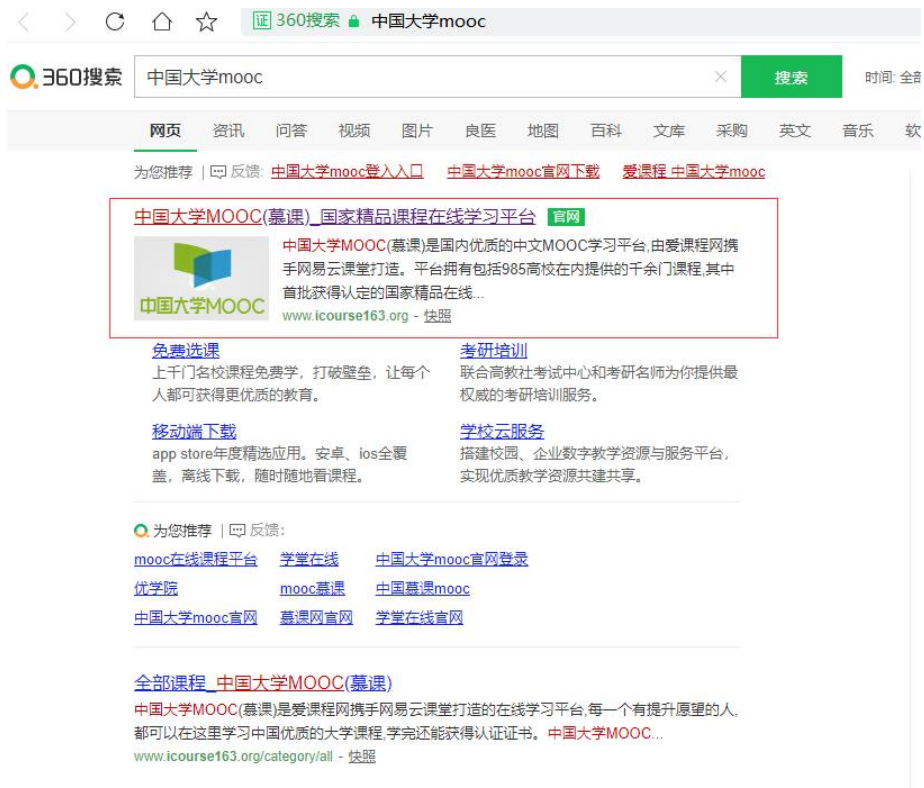 证 360搜索 中国大学mooc
360搜索 中国大学mooc × 搜索 时间: 全部
网页 资讯 问答 视频 图片 良医 地图 百科 文库 采购 英文 音乐 软
为您推荐 | 反馈: 中国大学mooc登入入口 中国大学mooc官网下载 爱课程 中国大学mooc
中国大学MOOC(慕课)_国家精品课程在线学习平台 官网
中国大学MOOC(慕课)是国内优质的中文MOOC学习平台,由爱课程网携
手网易云课堂打造。平台拥有包括985高校在内提供的千余门课程,其中
首批获得认定的国家精品在线...
中国大学MOOC
www.icourse163.org - 快照
免费选课 考研培训
上千门名校课程免费学，打破壁垒，让每个 联合高教社考试中心和考研名师为你提供最
人都可获得更优质的教育。 权威的考研培训服务。
移动端下载 学校云服务
app store年度精选应用。安卓、ios全覆 搭建校园、企业数字教学资源与服务平台，
盖，离线下载，随时随地看课程。 实现优质教学资源共建共享。
为您推荐 | 反馈:
mooc在线课程平台 学堂在线 中国大学mooc官网登录
优学院 mooc慕课 中国慕课mooc
中国大学mooc官网 慕课网官网 学堂在线官网
全部课程_中国大学MOOC(慕课)
中国大学MOOC(慕课)是爱课程网携手网易云课堂打造的在线学习平台,每一个有提升愿望的人,
都可以在这里学习中国优质的大学课程,学完还能获得认证证书。中国大学MOOC...
www.icourse163.org/category/all - 快照